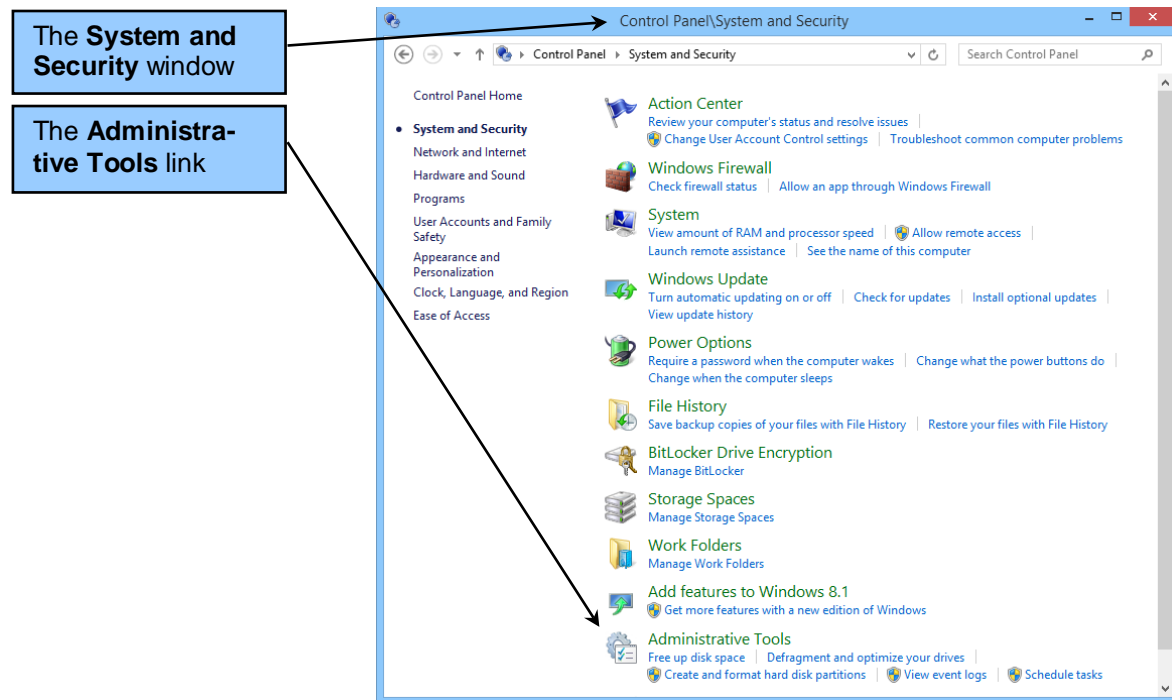 The System and
Security window
The Administra-
tive Tools link
Control Panel\System and Security
Control Panel System and Security
Search Control Panel
Control Panel Home
System and Security
Network and Internet
Hardware and Sound
Programs
User Accounts and Family
Safety
Appearance and
Personalization
Clock, Language, and Region
Ease of Access
Action Center
Review your computer's status and resolve issues
Change User Account Control settings Troubleshoot common computer problems
Windows Firewall
Check firewall status Allow an app through Windows Firewall
System
View amount of RAM and processor speed Allow remote access
Launch remote assistance See the name of this computer
Windows Update
Turn automatic updating on or off Check for updates Install optional updates
View update history
Power Options
Require a password when the computer wakes Change what the power buttons do
Change when the computer sleeps
File History
Save backup copies of your files with File History Restore your files with File History
BitLocker Drive Encryption
Manage BitLocker
Storage Spaces
Manage Storage Spaces
Work Folders
Manage Work Folders
Add features to Windows 8.1
Get more features with a new edition of Windows
Administrative Tools
Free up disk space Defragment and optimize your drives
Create and format hard disk partitions View event logs Schedule tasks